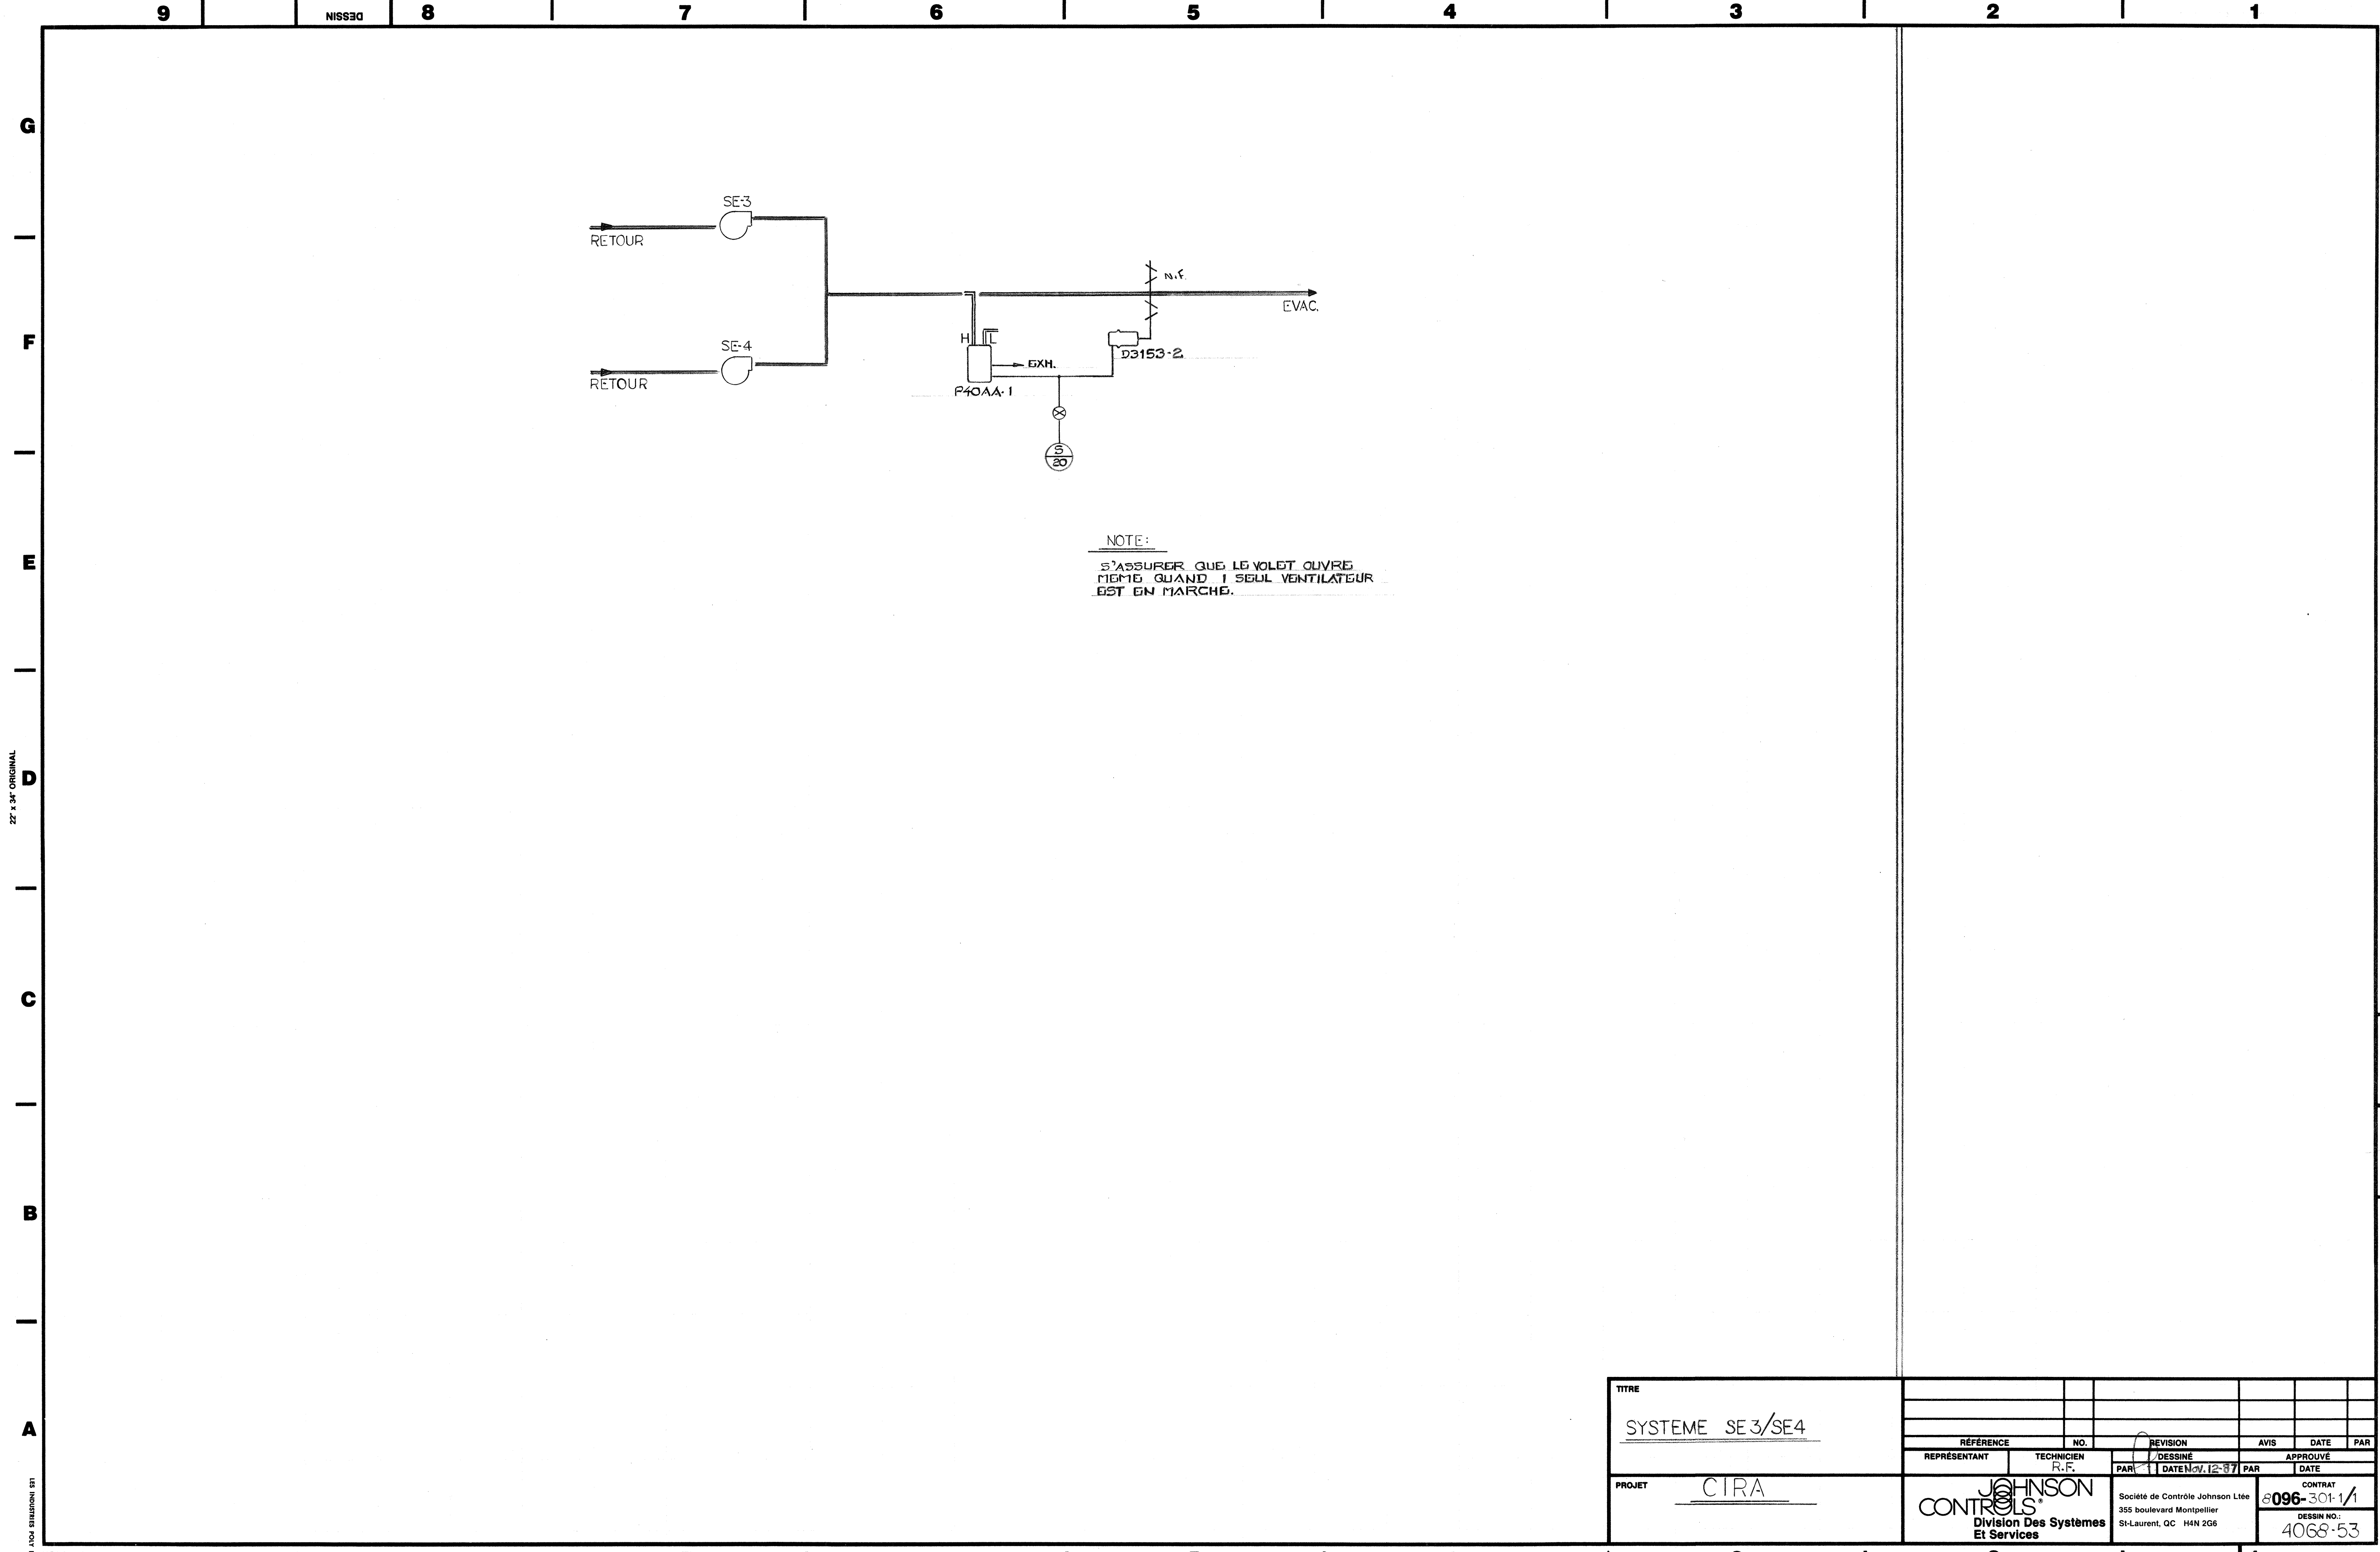 9 DESSIN 8 7 6 5 4 3 2 1
G
F
E
D
C
B
A
22" x 34" ORIGINAL
SE-3
RETOUR
N.F.
EVAC.
H L
SE-4
D3153-2
EXH.
RETOUR
P40AA-1
S
20
NOTE:
S'ASSURER QUE LE VOLET OUVRE
MEME QUAND 1 SEUL VENTILATEUR
EST EN MARCHE.
TITRE
SYSTEME SE3/SE4
PROJET
CIRA
RÉFÉRENCE NO. REVISION AVIS DATE PAR
REPRÉSENTANT TECHNICIEN DESSINÉ APPROUVÉ
R.F. PAR DATE NOV. 12-87 PAR DATE
JOHNSON
CONTROLS®
Division Des Systèmes
Et Services
Société de Contrôle Johnson Ltée
355 boulevard Montpellier
St-Laurent, QC H4N 2G6
CONTRAT
8096-301-1/1
DESSIN NO.:
4068-53
LES INDUSTRIES POLY